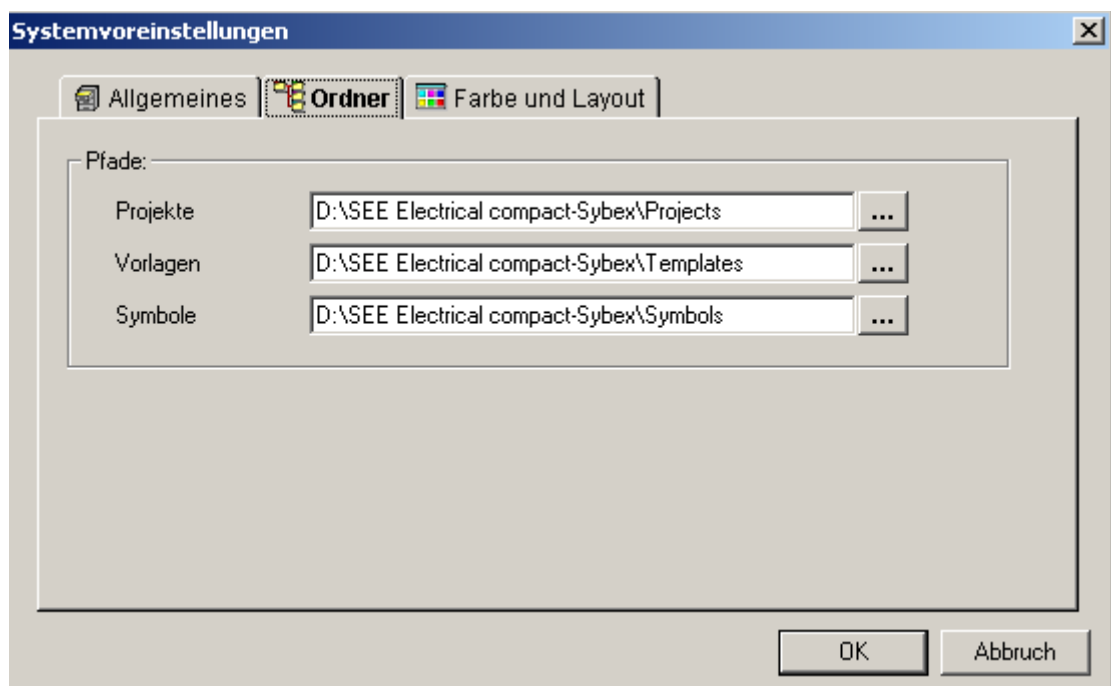 Systemvoreinstellungen
Allgemeines Ordner Farbe und Layout
Pfade:
Projekte D:\SEE Electrical compact-Sybex\Projects ...
Vorlagen D:\SEE Electrical compact-Sybex\Templates ...
Symbole D:\SEE Electrical compact-Sybex\Symbols ...
OK Abbruch